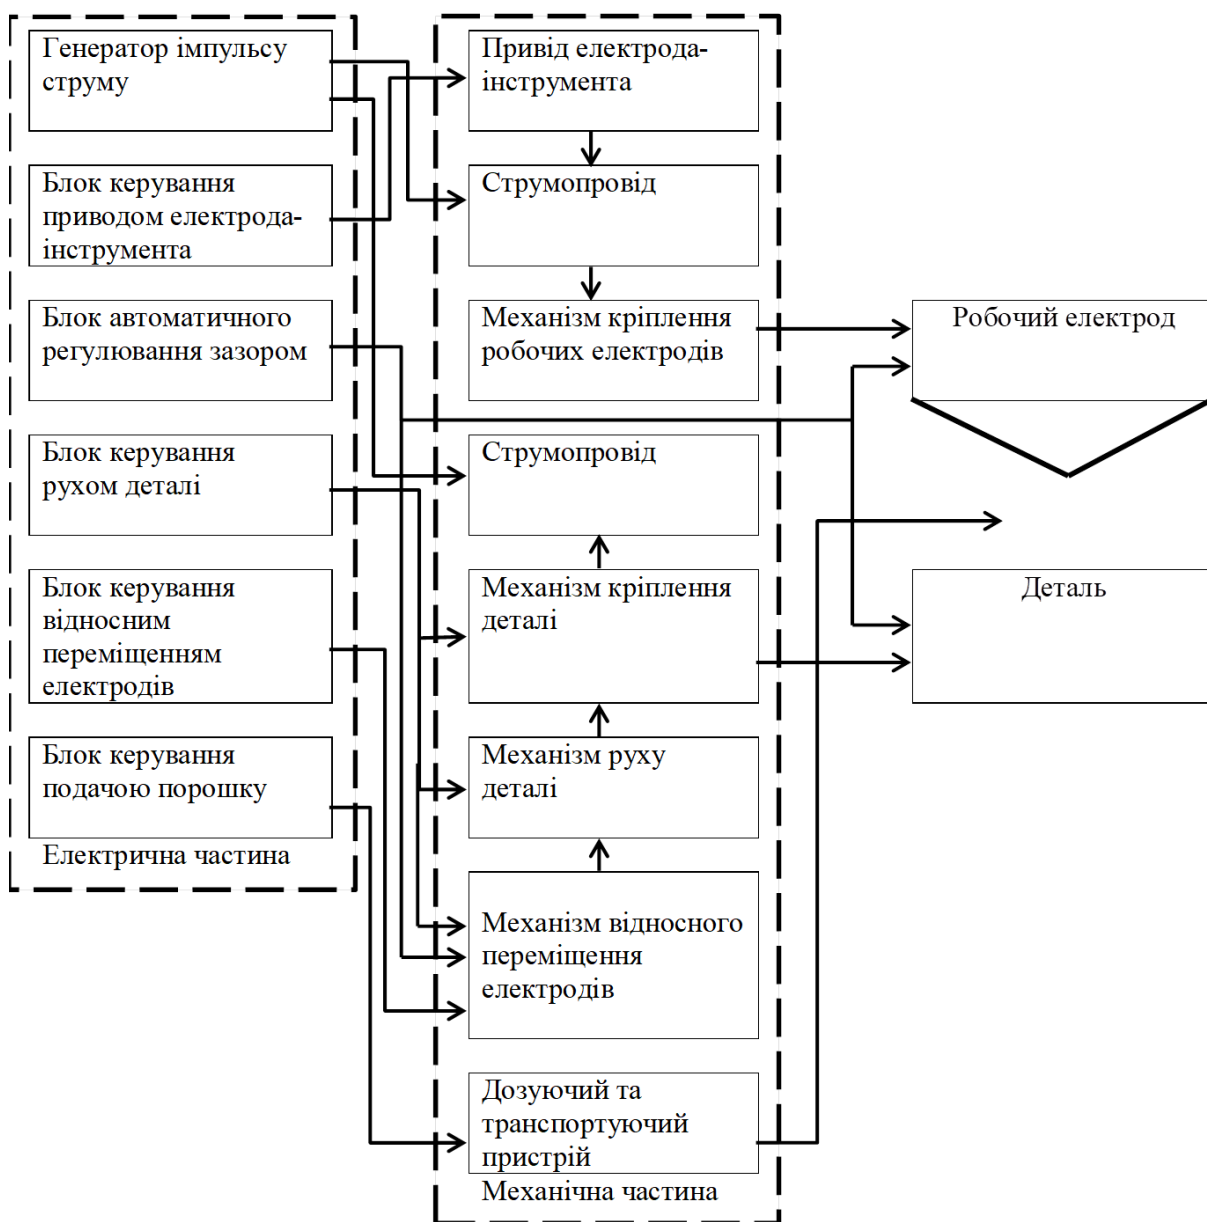 Генератор імпульсу
струму
Блок керування
приводом електрода-
інструмента
Блок автоматичного
регулювання зазором
Блок керування
рухом деталі
Блок керування
відносним
переміщенням
електродів
Блок керування
подачою порошку
Електрична частина
Привід електрода-
інструмента
Струмопровід
Механізм кріплення
робочих електродів
Струмопровід
Механізм кріплення
деталі
Механізм руху
деталі
Механізм відносного
переміщення
електродів
Дозуючий та
транспортуючий
пристрій
Механічна частина
Робочий електрод
Деталь